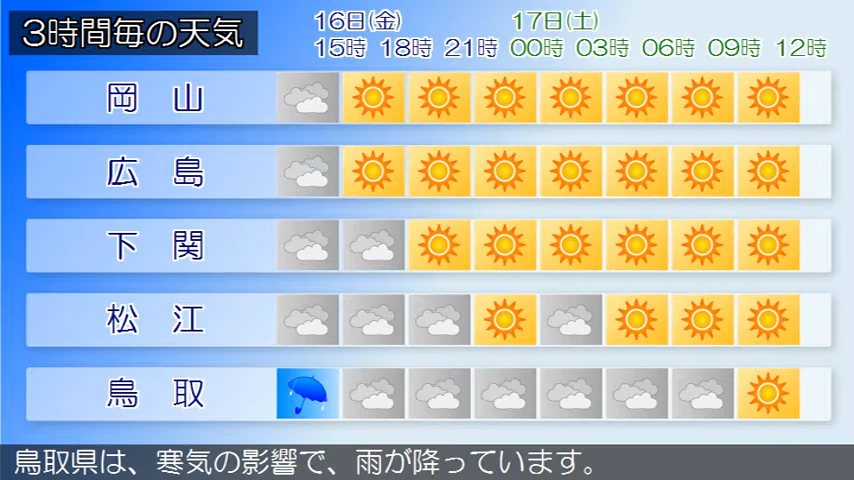 3時間毎の天気
16日(金) 17日(土)
15時 18時 21時 00時 03時 06時 09時 12時
岡 山
広 島
下 関
松 江
鳥 取
鳥取県は、寒気の影響で、雨が降っています。